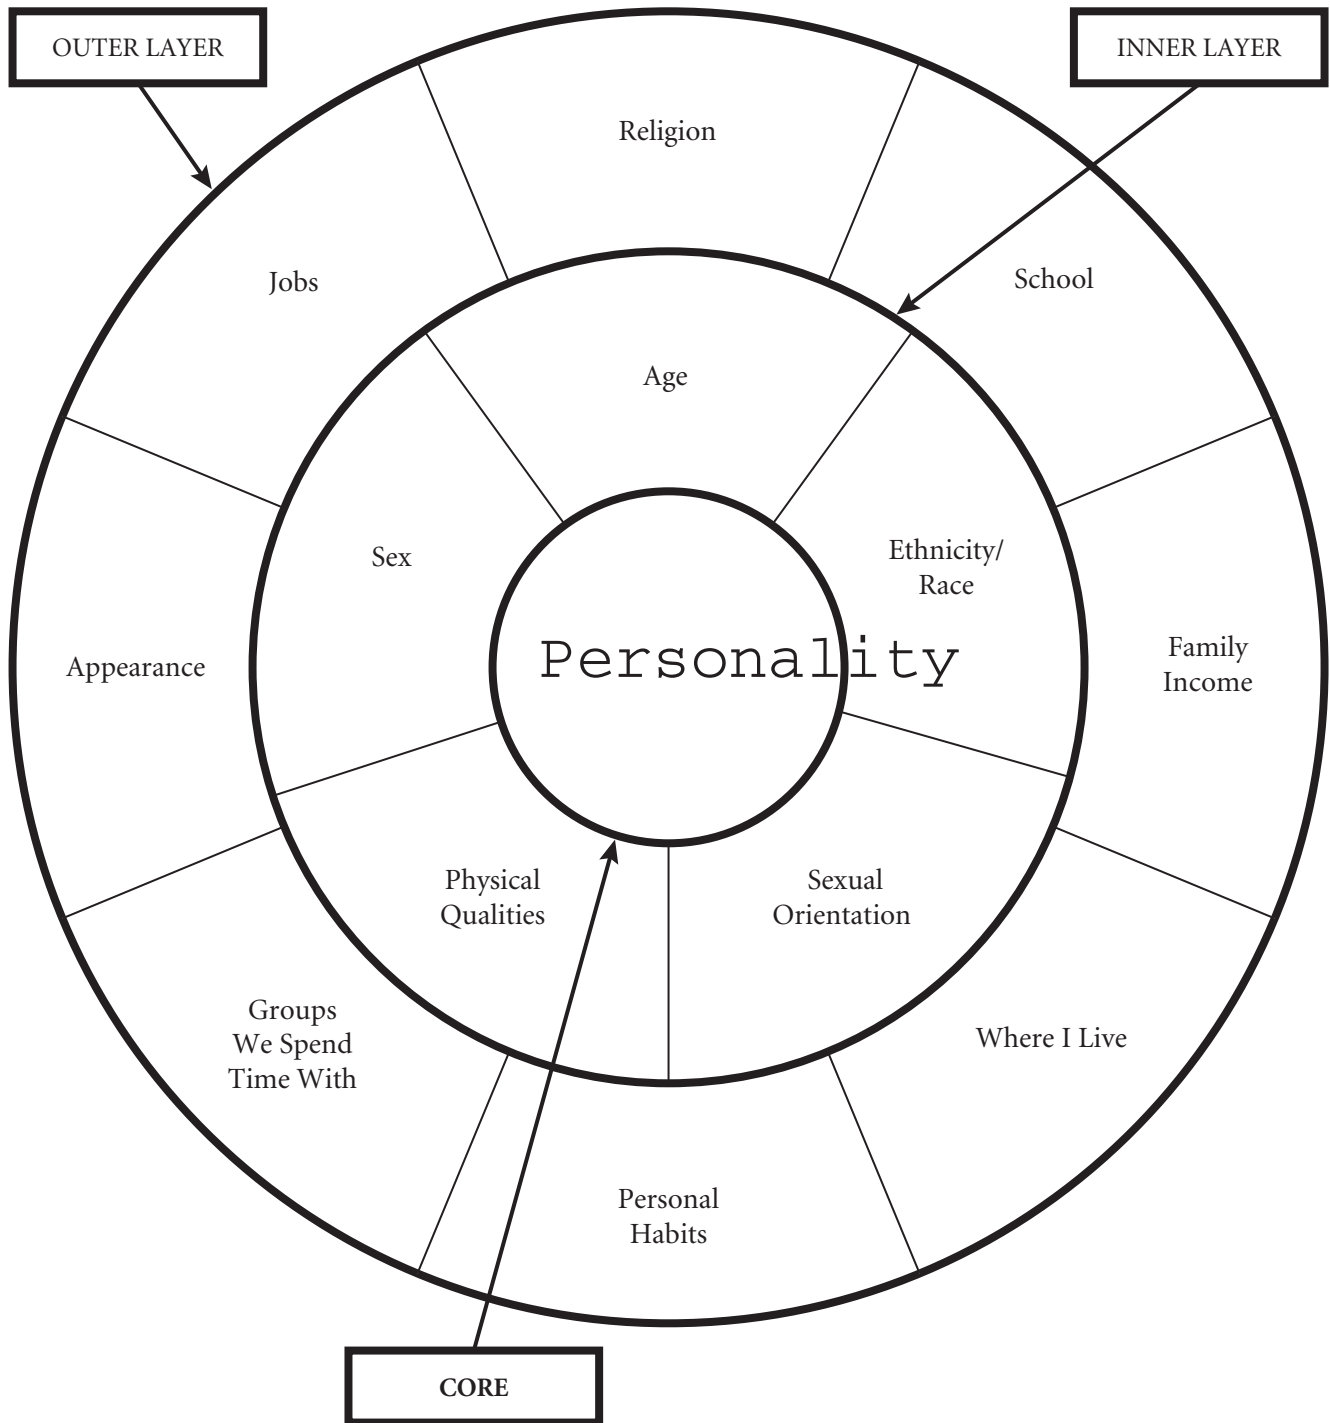 OUTER LAYER
INNER LAYER
Religion
Jobs
School
Age
Sex
Ethnicity/
Race
Personality
Appearance
Family
Income
Physical
Qualities
Sexual
Orientation
Groups
We Spend
Time With
Where I Live
Personal
Habits
CORE